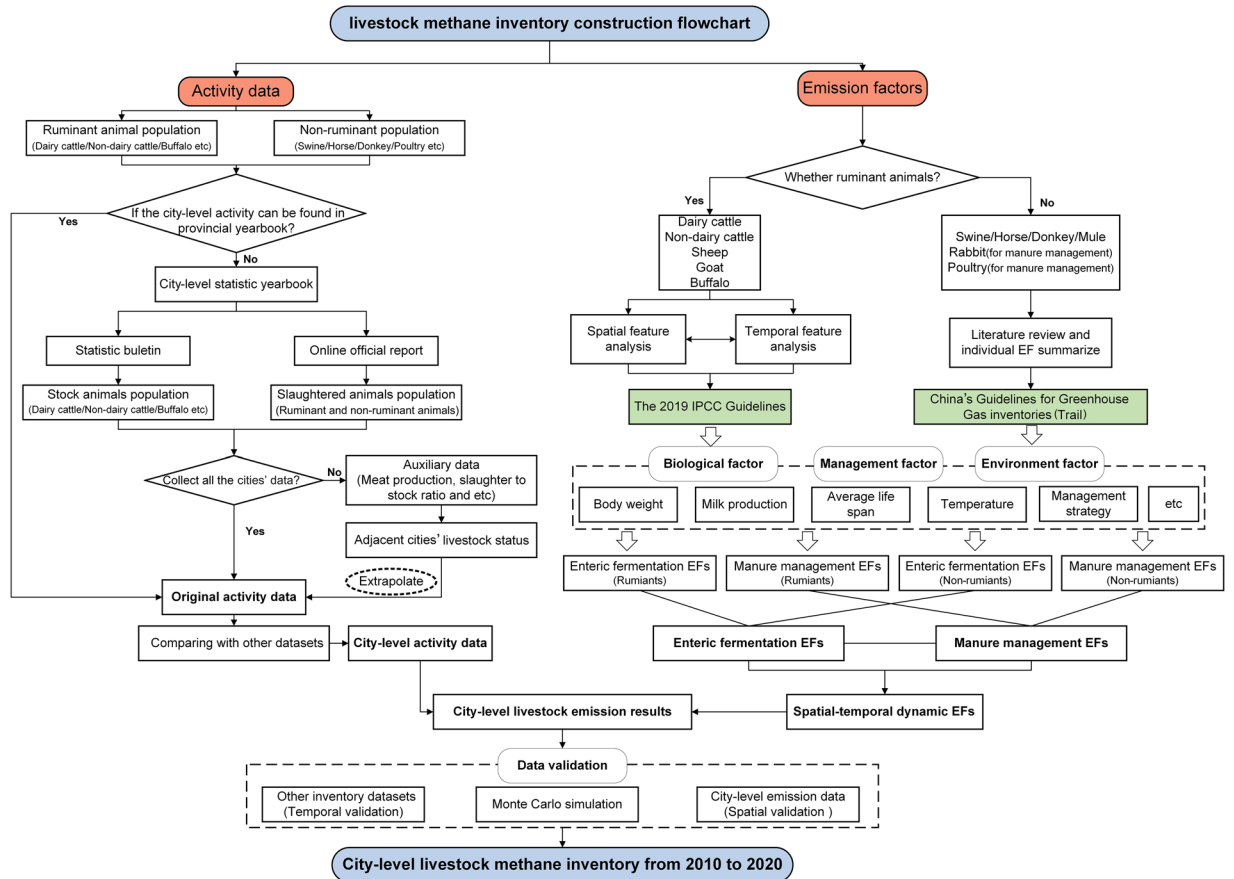 livestock methane inventory construction flowchart
Activity data
Emission factors
Ruminant animal population
(Dairy cattle/Non-dairy cattle/Buffalo etc)
Non-ruminant population
(Swine/Horse/Donkey/Poultry etc)
Whether ruminant animals?
Yes
If the city-level activity can be found in
provincial yearbook?
No
Yes
No
Dairy cattle
Non-dairy cattle
Sheep
Goat
Buffalo
Swine/Horse/Donkey/Mule
Rabbit(for manure management)
Poultry(for manure management)
City-level statistic yearbook
Statistic buletin
Online official report
Spatial feature
analysis
Temporal feature
analysis
Literature review and
individual EF summarize
Stock animals population
(Dairy cattle/Non-dairy cattle/Buffalo etc)
Slaughtered animals population
(Ruminant and non-ruminant animals)
The 2019 IPCC Guidelines
China's Guidelines for Greenhouse
Gas inventories (Trail)
Collect all the cities' data?
No
Yes
Auxiliary data
(Meat production, slaughter to
stock ratio and etc)
Adjacent cities' livestock status
Extrapolate
Biological factor
Management factor
Environment factor
Body weight
Milk production
Average life
span
Temperature
Management
strategy
etc
Enteric fermentation EFs
(Rumiants)
Manure management EFs
(Rumiants)
Enteric fermentation EFs
(Non-rumiants)
Manure management EFs
(Non-rumiants)
Original activity data
Comparing with other datasets
City-level activity data
Enteric fermentation EFs
Manure management EFs
City-level livestock emission results
Spatial-temporal dynamic EFs
Data validation
Other inventory datasets
(Temporal validation)
Monte Carlo simulation
City-level emission data
(Spatial validation )
City-level livestock methane inventory from 2010 to 2020